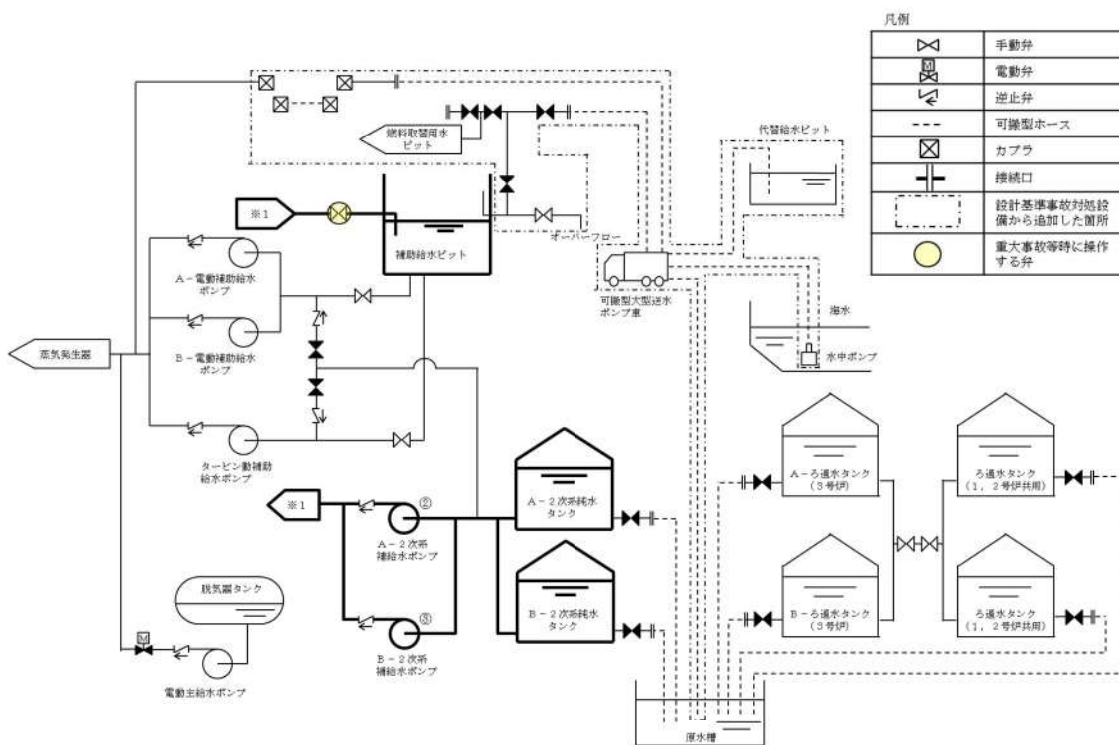 凡例
手動弁
M
電動弁
逆止弁
可搬型ホース
カプラ
接続口
設計基準事故対処設
備から追加した箇所
重大事故等時に操作
する弁
燃料取替用水
ピット
代替給水ピット
※1
オーバーフロー
補助給水ピット
A-電動補助給水
ポンプ
可搬型大型送水
ポンプ車
海水
蒸気発生器
B-電動補助給水
ポンプ
水中ポンプ
タービン動補助
給水ポンプ
A-ろ過水タンク
(3号炉)
ろ過水タンク
(1,2号炉共用)
※1
②
A-2次系純水
タンク
A-2次系
補給水ポンプ
脱気器タンク
B-2次系純水
タンク
B-ろ過水タンク
(3号炉)
ろ過水タンク
(1,2号炉共用)
③
M
B-2次系
補給水ポンプ
電動主給水ポンプ
原水槽